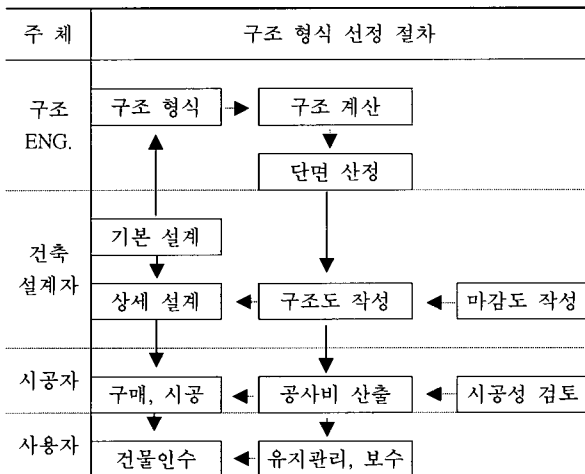 주 체
구조 형식 선정 절차
구조
ENG.
구조 형식
구조 계산
단면 산정
건축
설계자
기본 설계
상세 설계
구조도 작성
마감도 작성
시공자
구매, 시공
공사비 산출
시공성 검토
사용자
건물인수
유지관리, 보수